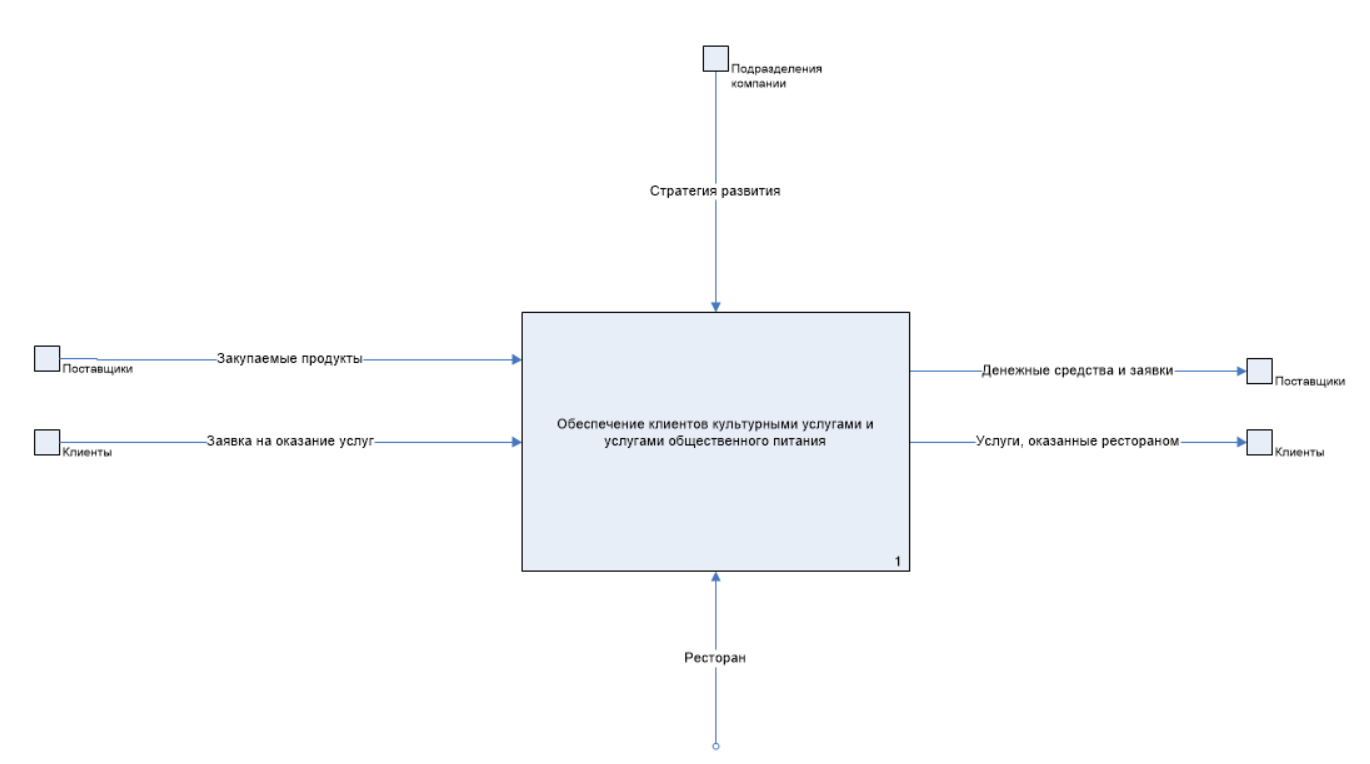 Подразделения
компании
Стратегия развития
Закупаемые продукты
Поставщики
Заявка на оказание услуг
Клиенты
Обеспечение клиентов культурными услугами и
услугами общественного питания
1
Денежные средства и заявки
Поставщики
Услуги, оказанные рестораном
Клиенты
Ресторан